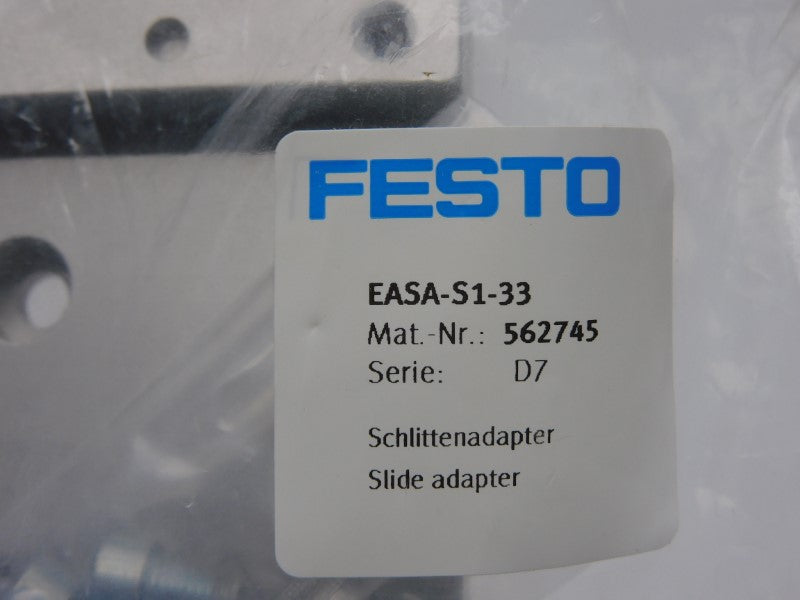 FESTO
EASA-S1-33
Mat.-Nr.: 562745
Serie: D7
Schlittenadapter
Slide adapter